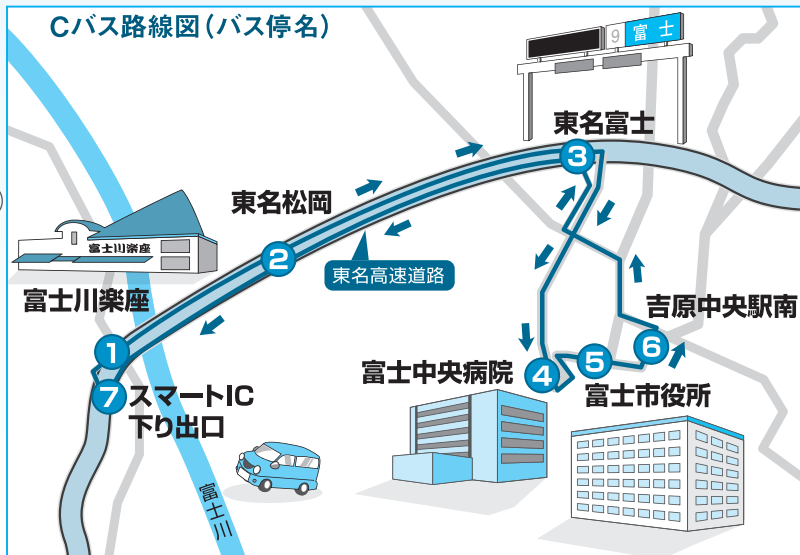 Cバス路線図(バス停名)
9 富士
東名富士
3
東名松岡
2
富士川楽座
東名高速道路
富士川楽座
吉原中央駅南
1
6
5
富士中央病院
4
富士市役所
7
スマートIC
下り出口
富士川